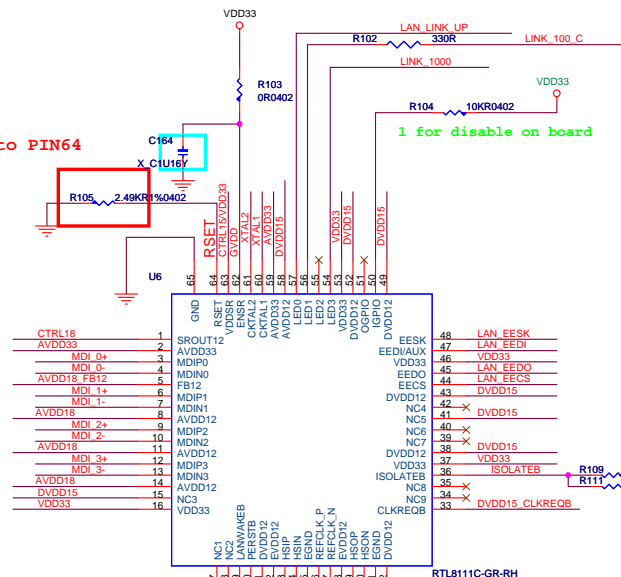 VDD33
LAN_LINK_UP
R102 330R LINK_100_C
LINK_1000
R103
0R0402
VDD33
R104 10KR0402
1 for disable on board
C164
X_C1U16Y
to PIN64
R105 2.49KR1%0402
RSET
CTRL15/VDD33
GVDD
XTAL2
XTAL1
AVDD33
DVDD15
VDD33
DVDD15
DVDD15
U6
65 64 63 62 61 60 59 58 57 56 55 54 53 52 51 50 49
GND
RSET
VDDSR
ENSR
CKTAL2
CKTAL1
AVDD33
AVDD12
LED0
LED1
LED2
LED3
VDD33
DVDD12
OGPIO
IGPIO
DVDD12
CTRL18 1 SROUT12
AVDD33 2 AVDD33
MDI_0+ 3 MDIP0
MDI_0- 4 MDIN0
AVDD18_FB12 5 FB12
MDI_1+ 6 MDIP1
MDI_1- 7 MDIN1
AVDD18 8 AVDD12
MDI_2+ 9 MDIP2
MDI_2- 10 MDIN2
AVDD18 11 AVDD12
MDI_3+ 12 MDIP3
MDI_3- 13 MDIN3
AVDD18 14 AVDD12
DVDD15 15 NC3
VDD33 16 VDD33
EESK 48 LAN_EESK
EEDI/AUX 47 LAN_EEDI
VDD33 46 VDD33
EEDO 45 LAN_EEDO
EECS 44 LAN_EECS
DVDD12 43 DVDD15
NC4 42
NC5 41 DVDD15
NC6 40
NC7 39
DVDD12 38 DVDD15
VDD33 37 VDD33
ISOLATEB 36 ISOLATEB
NC8 35
NC9 34
CLKREQB 33 DVDD15_CLKREQB
R109
R111
NC1
NC2
LANWAKEB
PERSTB
DVDD12
EVDD12
HSIP
HSIN
EGND
REFCLK_P
REFCLK_N
EVDD12
HSOP
HSON
EGND
DVDD12
RTL8111C-GR-RH